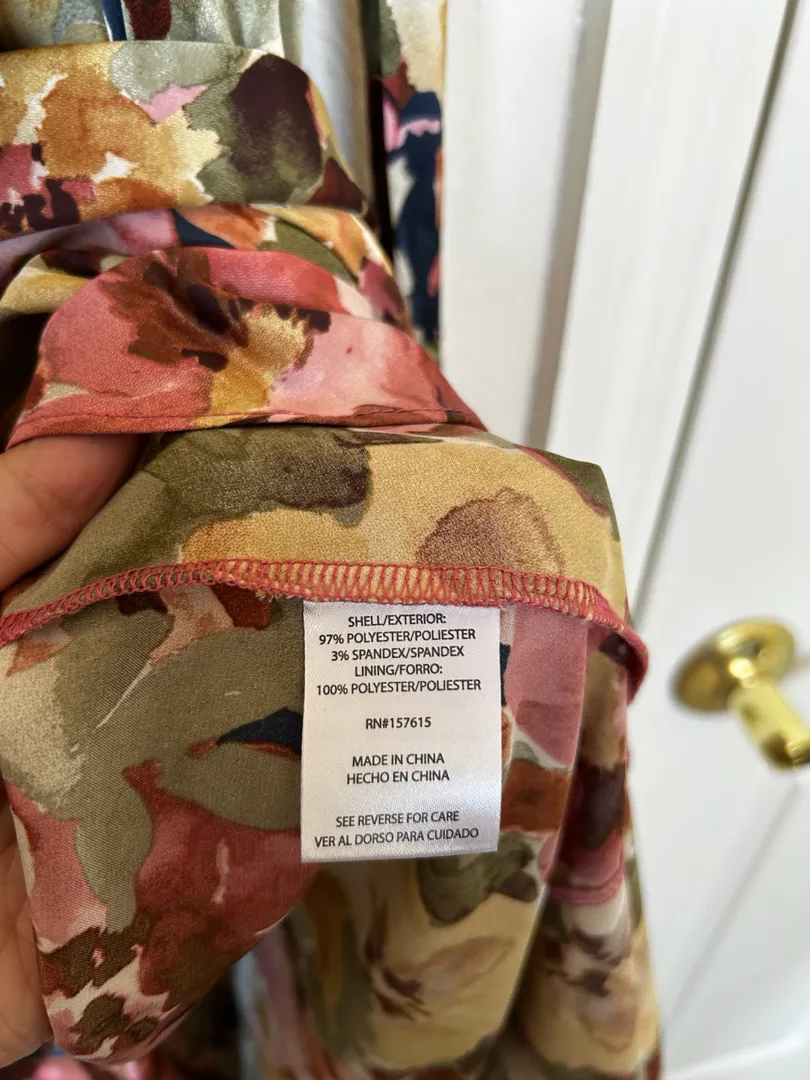 SHELL/EXTERIOR:
97% POLYESTER/POLIESTER
3% SPANDEX/SPANDEX
LINING/FORRO:
100% POLYESTER/POLIESTER
RN#157615
MADE IN CHINA
HECHO EN CHINA
SEE REVERSE FOR CARE
VER AL DORSO PARA CUIDADO